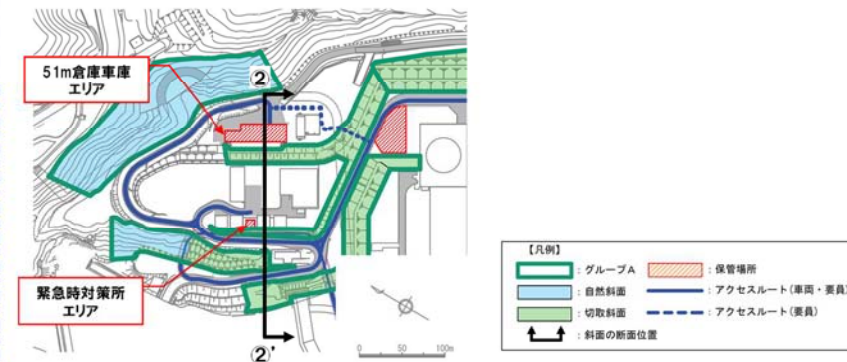 51m倉庫車庫
エリア
②
緊急時対策所
エリア
②'
0 50 100m
【凡例】
：グループA
：保管場所
：自然斜面
：アクセスルート(車両・要員)
：切取斜面
：アクセスルート(要員)
：斜面の断面位置